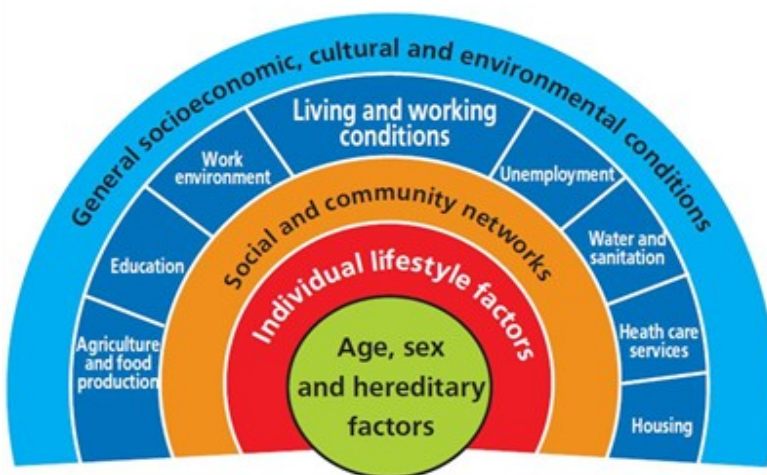 General socioeconomic, cultural and environmental conditions
Living and working
conditions
Work
environment
Unemployment
Education
Water and
sanitation
Agriculture
and food
production
Heath care
services
Housing
Social and community networks
Individual lifestyle factors
Age, sex
and hereditary
factors